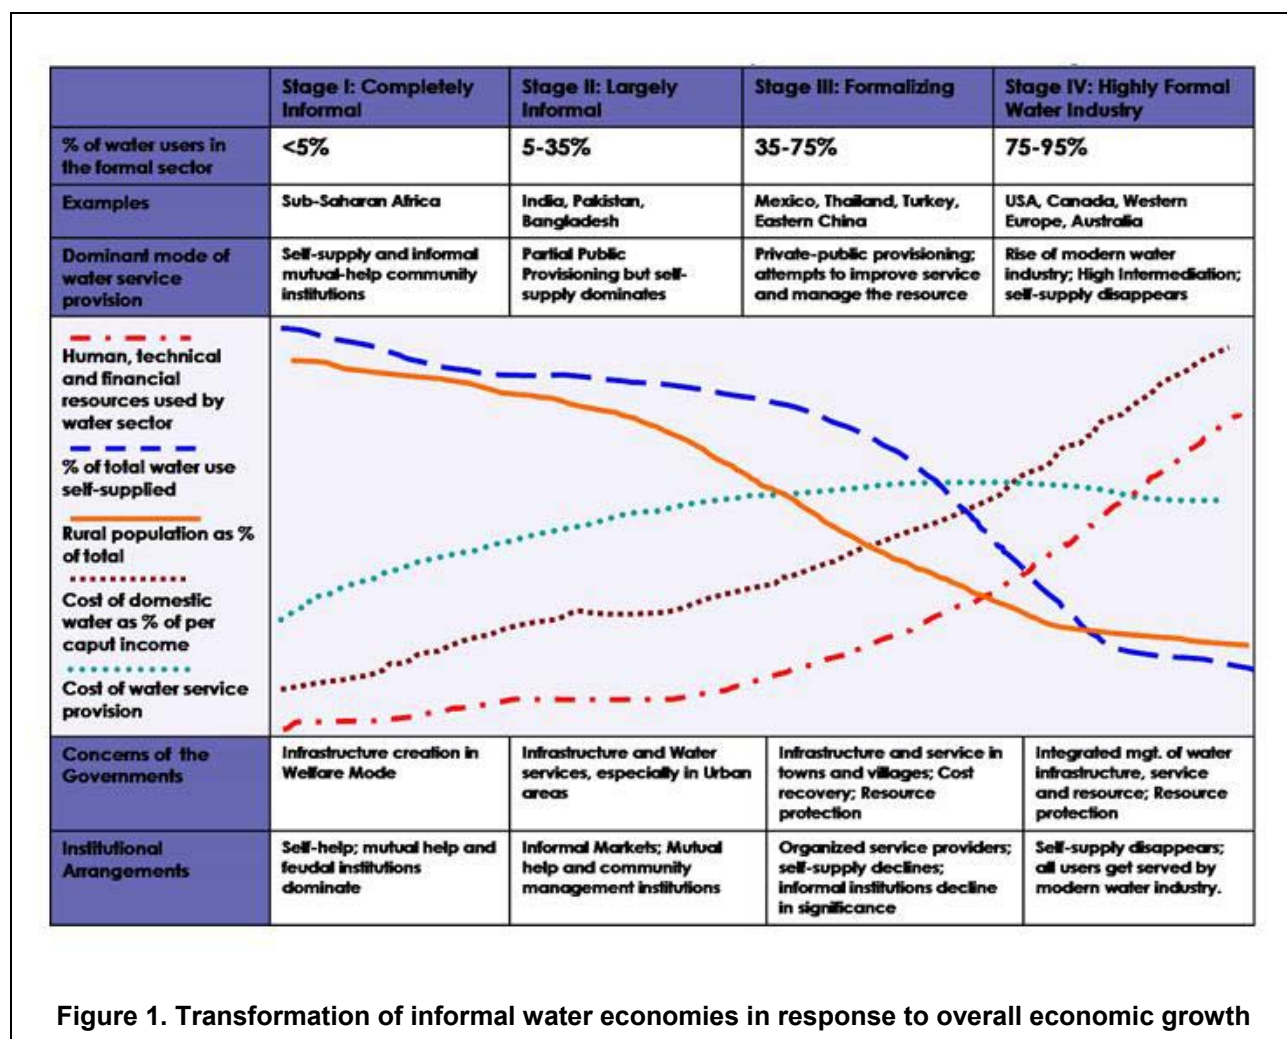 Stage I: Completely
Informal
Stage II: Largely
Informal
Stage III: Formalizing
Stage IV: Highly Formal
Water Industry
% of water users in
the formal sector
<5%
5-35%
35-75%
75-95%
Examples
Sub-Saharan Africa
India, Pakistan,
Bangladesh
Mexico, Thailand, Turkey,
Eastern China
USA, Canada, Western
Europe, Australia
Dominant mode of
water service
provision
Self-supply and informal
mutual-help community
institutions
Partial Public
Provisioning but self-
supply dominates
Private-public provisioning;
attempts to improve service
and manage the resource
Rise of modern water
industry; High Intermediation;
self-supply disappears
Human, technical
and financial
resources used by
water sector
% of total water use
self-supplied
Rural population as %
of total
Cost of domestic
water as % of per
caput income
Cost of water service
provision
Concerns of the
Governments
Infrastructure creation in
Welfare Mode
Infrastructure and Water
services, especially in Urban
areas
Infrastructure and service in
towns and villages; Cost
recovery; Resource
protection
Integrated mgt. of water
infrastructure, service
and resource; Resource
protection
Institutional
Arrangements
Self-help; mutual help and
feudal institutions
dominate
Informal Markets; Mutual
help and community
management institutions
Organized service providers;
self-supply declines;
informal institutions decline
in significance
Self-supply disappears;
all users get served by
modern water industry.
Figure 1. Transformation of informal water economies in response to overall economic growth